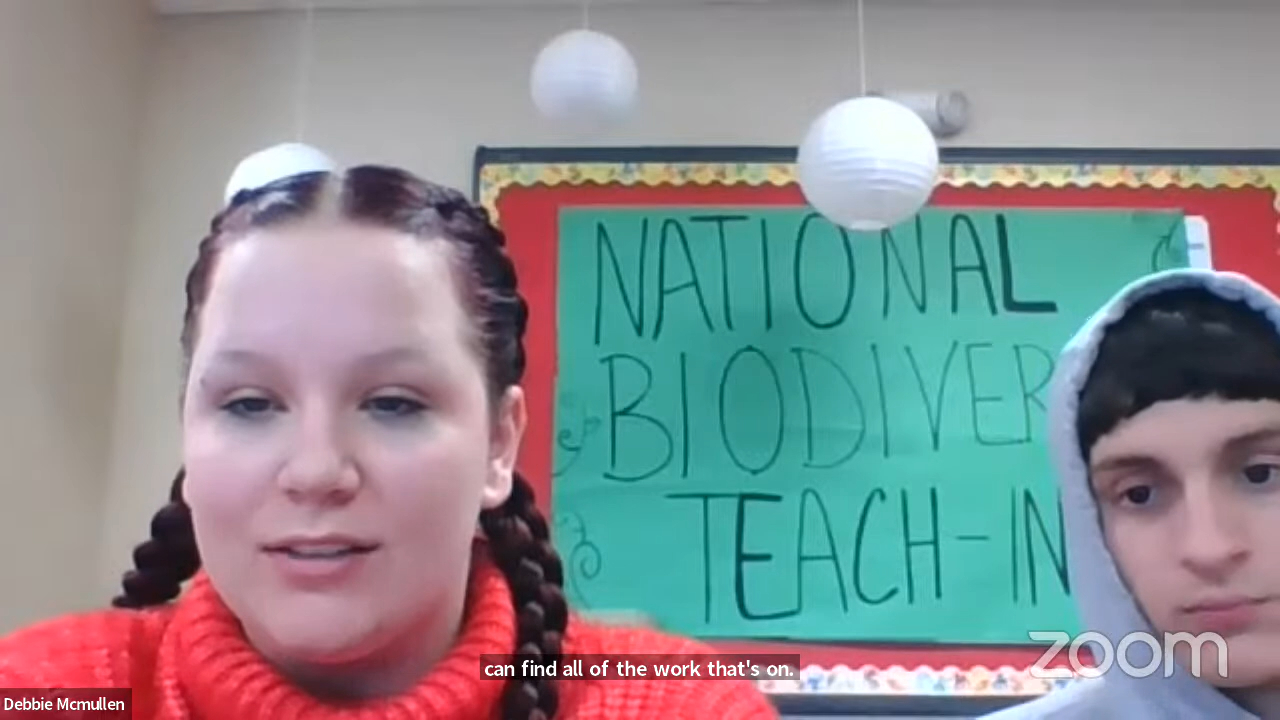 NATIONAL
BIODIVER
TEACH-IN
can find all of the work that's on.
zoom
Debbie Mcmullen